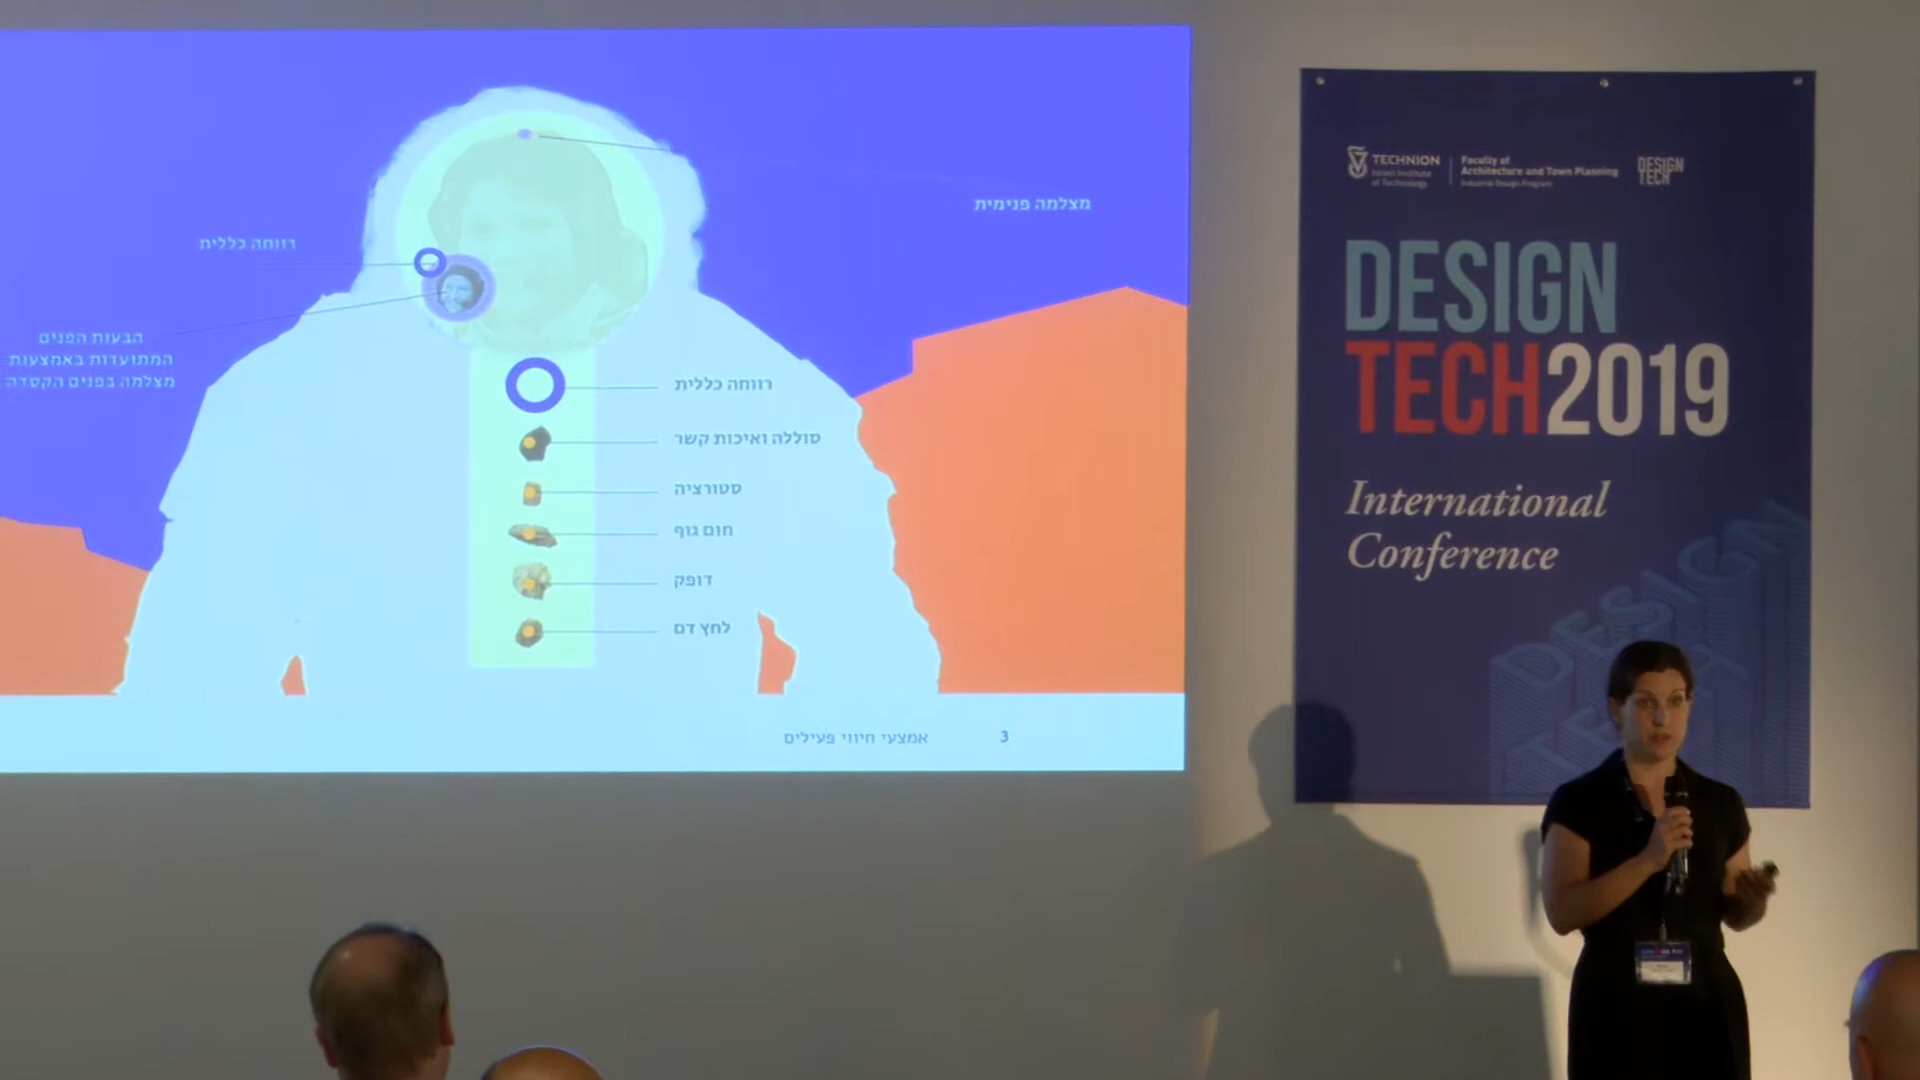 מצלמה פנימית
רווחה כללית
הבעות הפנים
המתועדות באמצעות
מצלמה בפנים הקסדה
רווחה כללית
סוללה ואיכות קשר
סטורציה
חום גוף
דופק
לחץ דם
אמצעי חיווי פעילים
3
TECHNION
Israel Institute
of Technology
Faculty of
Architecture and Town Planning
Industrial Design Program
DESIGN
TECH
DESIGN
TECH2019
International
Conference
DESIGN
TECH